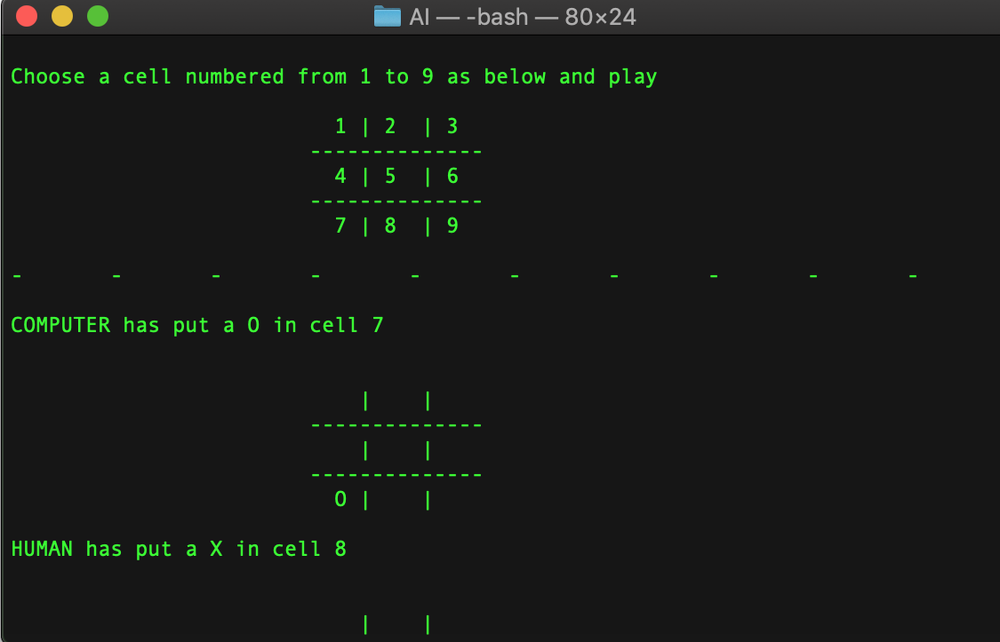 AI — -bash — 80×24
Choose a cell numbered from 1 to 9 as below and play
1 | 2 | 3
--------------
4 | 5 | 6
--------------
7 | 8 | 9
- - - - - - - - - -
COMPUTER has put a O in cell 7
| |
--------------
| |
--------------
O | |
HUMAN has put a X in cell 8
| |